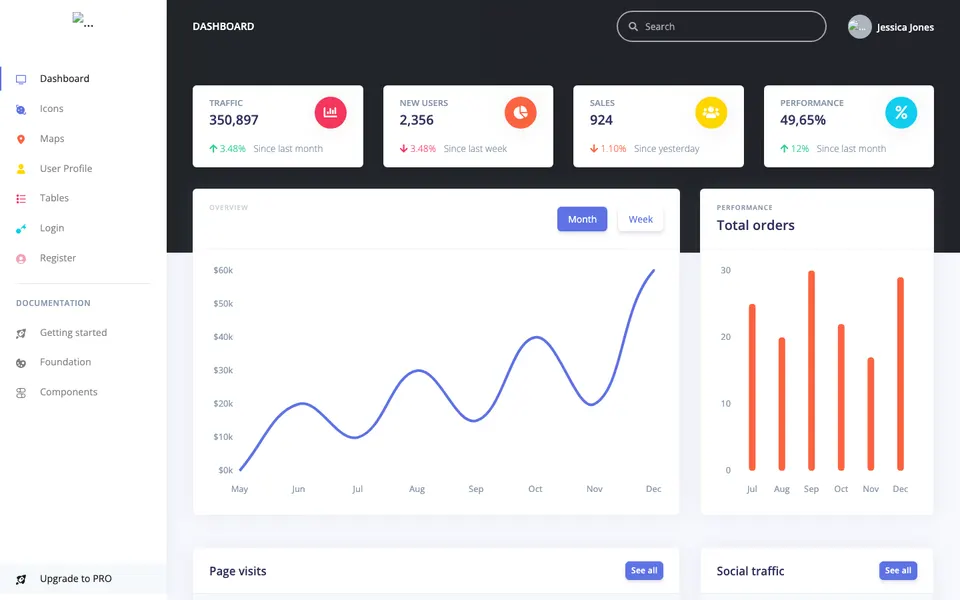 ...
Dashboard
Icons
Maps
User Profile
Tables
Login
Register
DOCUMENTATION
Getting started
Foundation
Components
Upgrade to PRO
DASHBOARD
Search
...
Jessica Jones
TRAFFIC
350,897
3.48% Since last month
NEW USERS
2,356
3.48% Since last week
SALES
924
1.10% Since yesterday
PERFORMANCE
49,65%
12% Since last month
OVERVIEW
Month
Week
$60k
$50k
$40k
$30k
$20k
$10k
$0k
May Jun Jul Aug Sep Oct Nov Dec
PERFORMANCE
Total orders
30
20
10
0
Jul Aug Sep Oct Nov Dec
Page visits
See all
Social traffic
See all